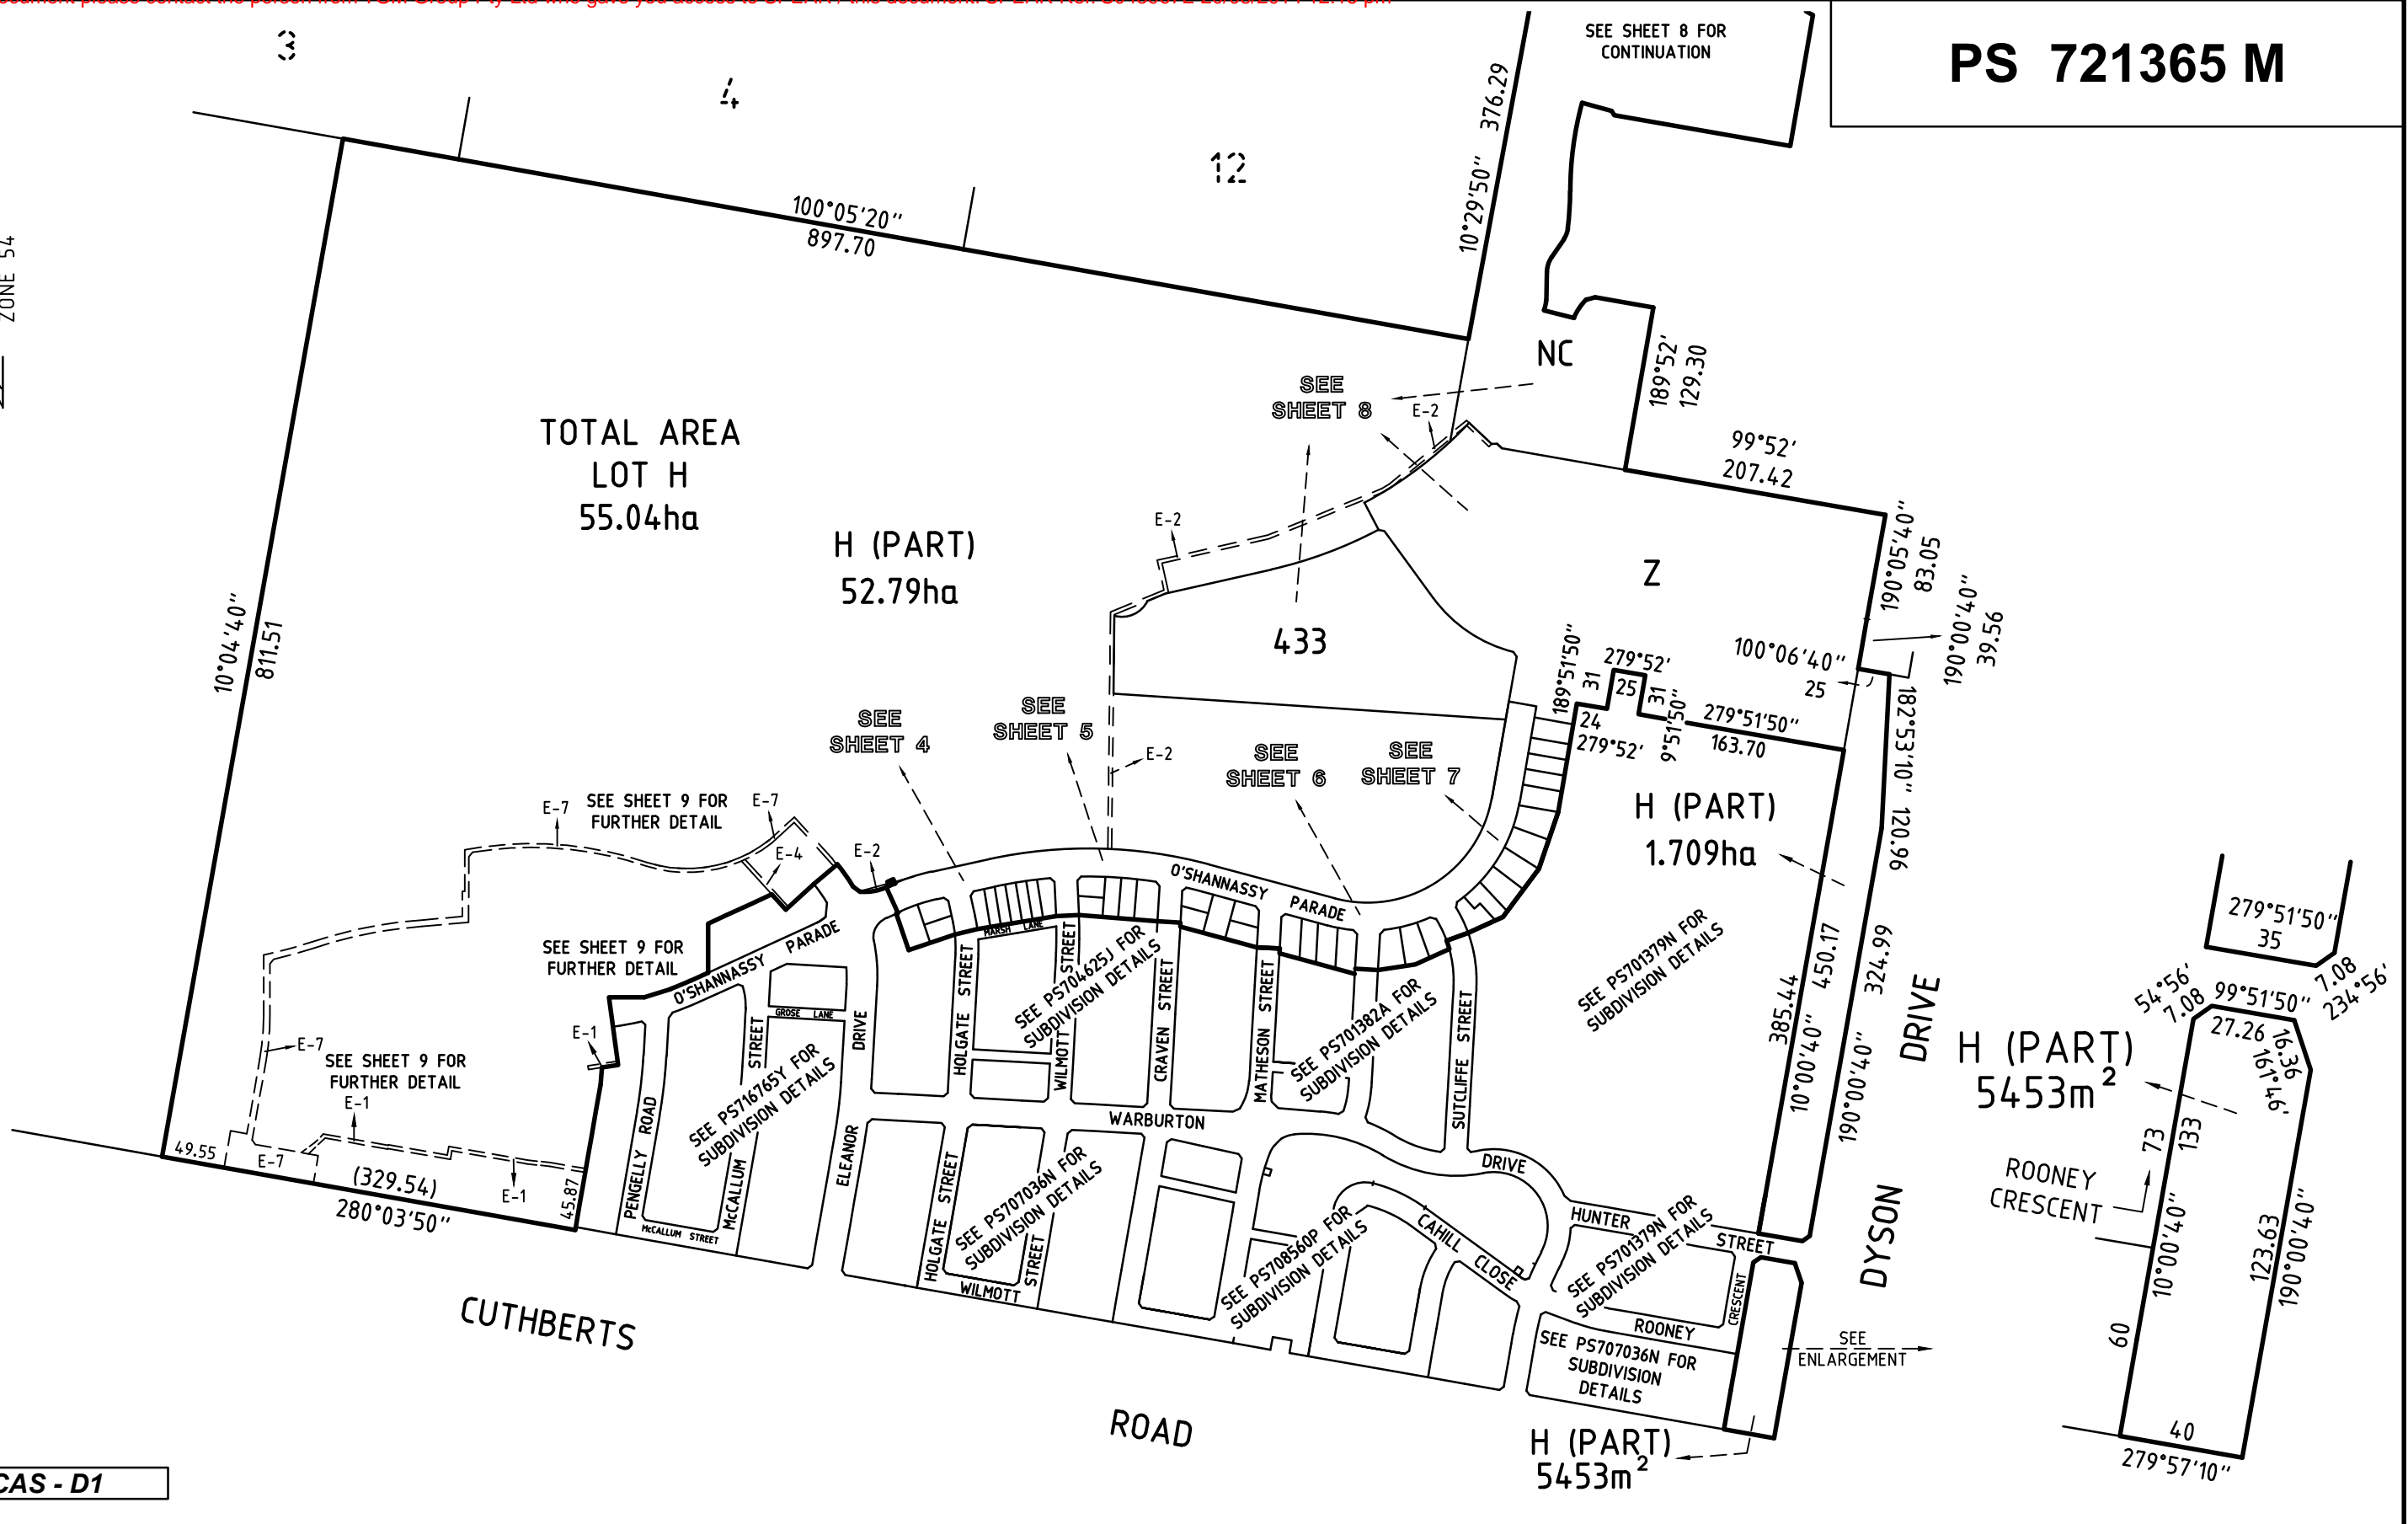 PS 721365 M
SEE SHEET 8 FOR
CONTINUATION
3
4
12
ZONE 54
376.29
10°29'50"
100°05'20"
897.70
NC
189°52'
129.30
SEE
SHEET 8
E-2
TOTAL AREA
LOT H
55.04ha
99°52'
207.42
H (PART)
52.79ha
E-2
Z
190°05'40"
83.05
190°00'40"
39.56
433
10°04'40"
811.51
189°51'50"
31
279°52'
25
31
100°06'40"
25
24
279°52'
9°51'50"
279°51'50"
163.70
182°53'10"
120.96
SEE
SHEET 4
SEE
SHEET 5
E-2
SEE
SHEET 6
SEE
SHEET 7
H (PART)
1.709ha
E-7
SEE SHEET 9 FOR
FURTHER DETAIL
E-7
E-4
E-2
O'SHANNASSY
PARADE
279°51'50"
35
7.08
234°56'
54°56'
7.08
99°51'50"
27.26
16.36
161°46'
SEE SHEET 9 FOR
FURTHER DETAIL
O'SHANNASSY PARADE
MARSH LANE
SEE PS704625J FOR
SUBDIVISION DETAILS
SEE PS701379N FOR
SUBDIVISION DETAILS
385.44
450.17
10°00'40"
324.99
190°00'40"
DYSON DRIVE
GROSE LANE
HOLGATE STREET
WILMOTT STREET
CRAVEN STREET
MATHESON STREET
SEE PS701382A FOR
SUBDIVISION DETAILS
SUTCLIFFE STREET
H (PART)
5453m²
E-1
E-7
SEE SHEET 9 FOR
FURTHER DETAIL
E-1
SEE PS716765Y FOR
SUBDIVISION DETAILS
PENGELLY ROAD
McCALLUM STREET
McCALLUM STREET
ELEANOR DRIVE
WARBURTON
DRIVE
49.55
E-7
(329.54)
280°03'50"
E-1
45.87
HOLGATE STREET
SEE PS707036N FOR
SUBDIVISION DETAILS
WILMOTT STREET
SEE PS708560P FOR
SUBDIVISION DETAILS
CAHILL CLOSE
HUNTER STREET
SEE PS701379N FOR
SUBDIVISION DETAILS
CRESCENT
ROONEY
SEE PS707036N FOR
SUBDIVISION
DETAILS
SEE
ENLARGEMENT
ROONEY
CRESCENT
73
133
10°00'40"
60
123.63
190°00'40"
40
279°57'10"
CUTHBERTS
ROAD
H (PART)
5453m²
CAS - D1